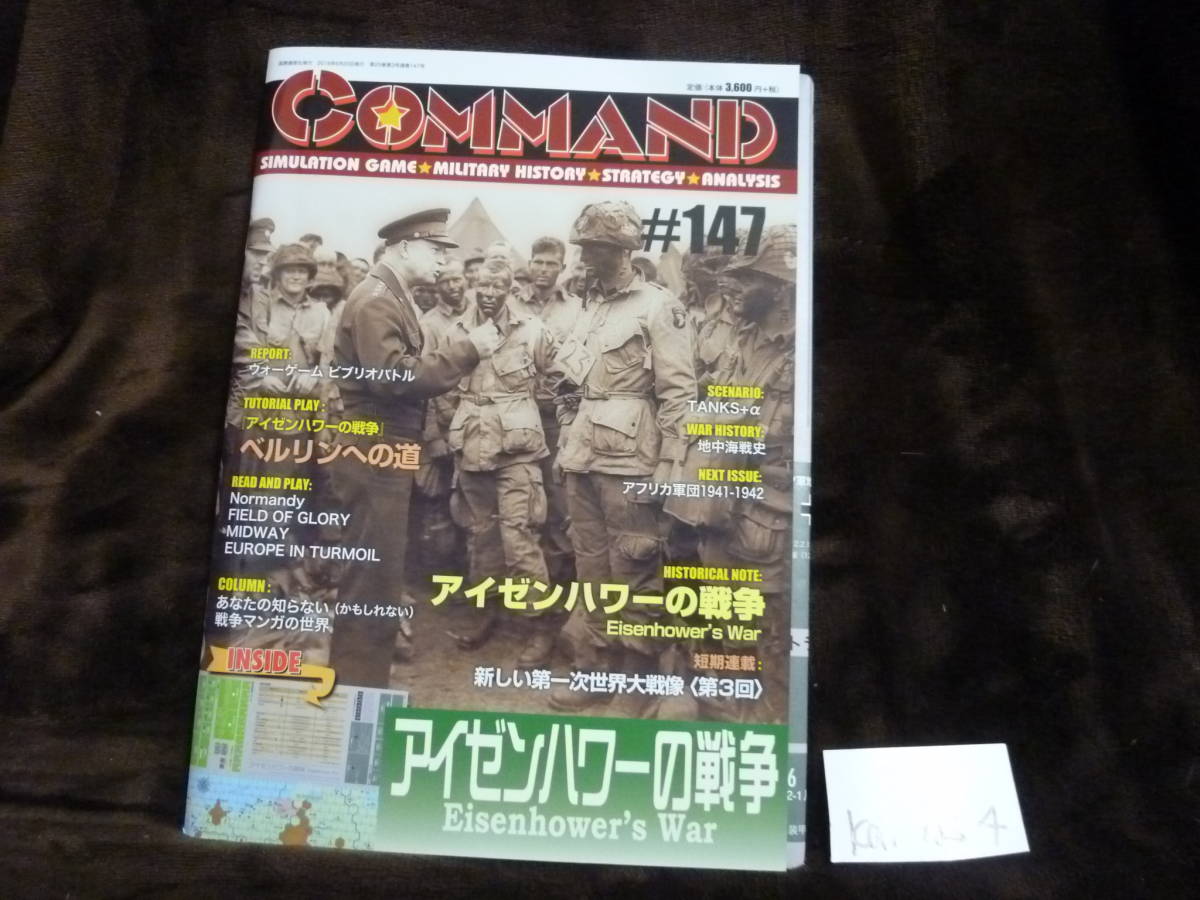 定価（本体 3,600 円＋税）
COMMAND
SIMULATION GAME★MILITARY HISTORY★STRATEGY★ANALYSIS
#147
REPORT:
ウォーゲーム ビブリオバトル
TUTORIAL PLAY :
『アイゼンハワーの戦争』
ベルリンへの道
READ AND PLAY:
Normandy
FIELD OF GLORY
MIDWAY
EUROPE IN TURMOIL
COLUMN :
あなたの知らない（かもしれない）
戦争マンガの世界
SCENARIO:
TANKS+α
WAR HISTORY:
地中海戦史
NEXT ISSUE:
アフリカ軍団1941-1942
HISTORICAL NOTE:
アイゼンハワーの戦争
Eisenhower's War
短期連載：
新しい第一次世界大戦像〈第3回〉
INSIDE
アイゼンハワーの戦争
Eisenhower's War